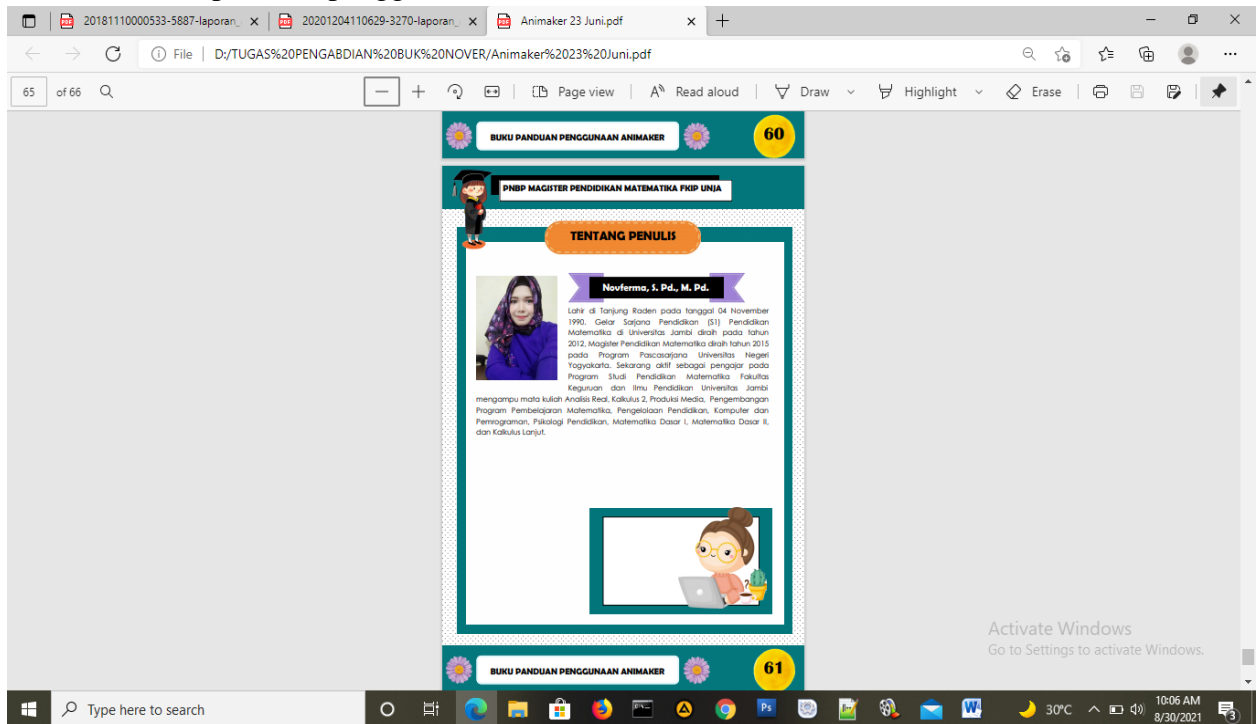 20181110000533-5887-laporan_
20201204110629-3270-laporan_
Animaker 23 Juni.pdf
File | D:/TUGAS%20PENGABDIAN%20BUK%20NOVER/Animaker%2023%20Juni.pdf
65 of 66
Page view
Read aloud
Draw
Highlight
Erase
BUKU PANDUAN PENGGUNAAN ANIMAKER
60
PNBP MAGISTER PENDIDIKAN MATEMATIKA FKIP UNJA
TENTANG PENULIS
Novferma, S. Pd., M. Pd.
Lahir di Tanjung Raden pada tanggal 04 November
1990. Gelar Sarjana Pendidikan (S1) Pendidikan
Matematika di Universitas Jambi diraih pada tahun
2012, Magister Pendidikan Matematika diraih tahun 2015
pada Program Pascasarjana Universitas Negeri
Yogyakarta. Sekarang aktif sebagai pengajar pada
Program Studi Pendidikan Matematika Fakultas
Keguruan dan Ilmu Pendidikan Universitas Jambi
mengampu mata kuliah Analisis Real, Kalkulus 2, Produksi Media, Pengembangan
Program Pembelajaran Matematika, Pengelolaan Pendidikan, Komputer dan
Pemrograman, Psikologi Pendidikan, Matematika Dasar I, Matematika Dasar II,
dan Kalkulus Lanjut.
Activate Windows
Go to Settings to activate Windows.
BUKU PANDUAN PENGGUNAAN ANIMAKER
61
Type here to search
30°C
10:06 AM
8/30/2021